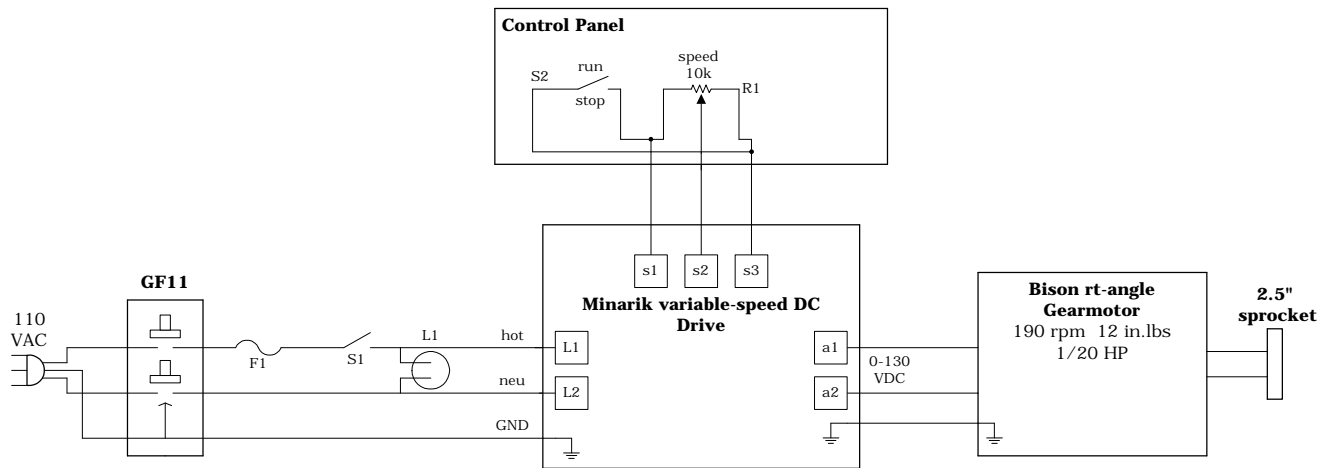 Control Panel
speed
10k
run
S2
R1
stop
s1
s2
s3
Minarik variable-speed DC
Drive
GF11
110
VAC
F1
S1
L1
hot
neu
GND
L1
L2
a1
a2
0-130
VDC
Bison rt-angle
Gearmotor
190 rpm 12 in.lbs
1/20 HP
2.5"
sprocket